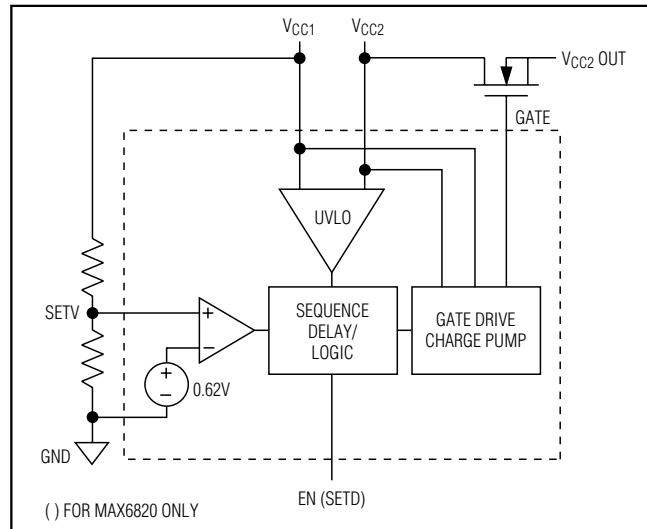 VCC1
VCC2
VCC2 OUT
GATE
UVLO
SETV
+
−
SEQUENCE
DELAY/
LOGIC
GATE DRIVE
CHARGE PUMP
+
−
0.62V
GND
EN (SETD)
( ) FOR MAX6820 ONLY